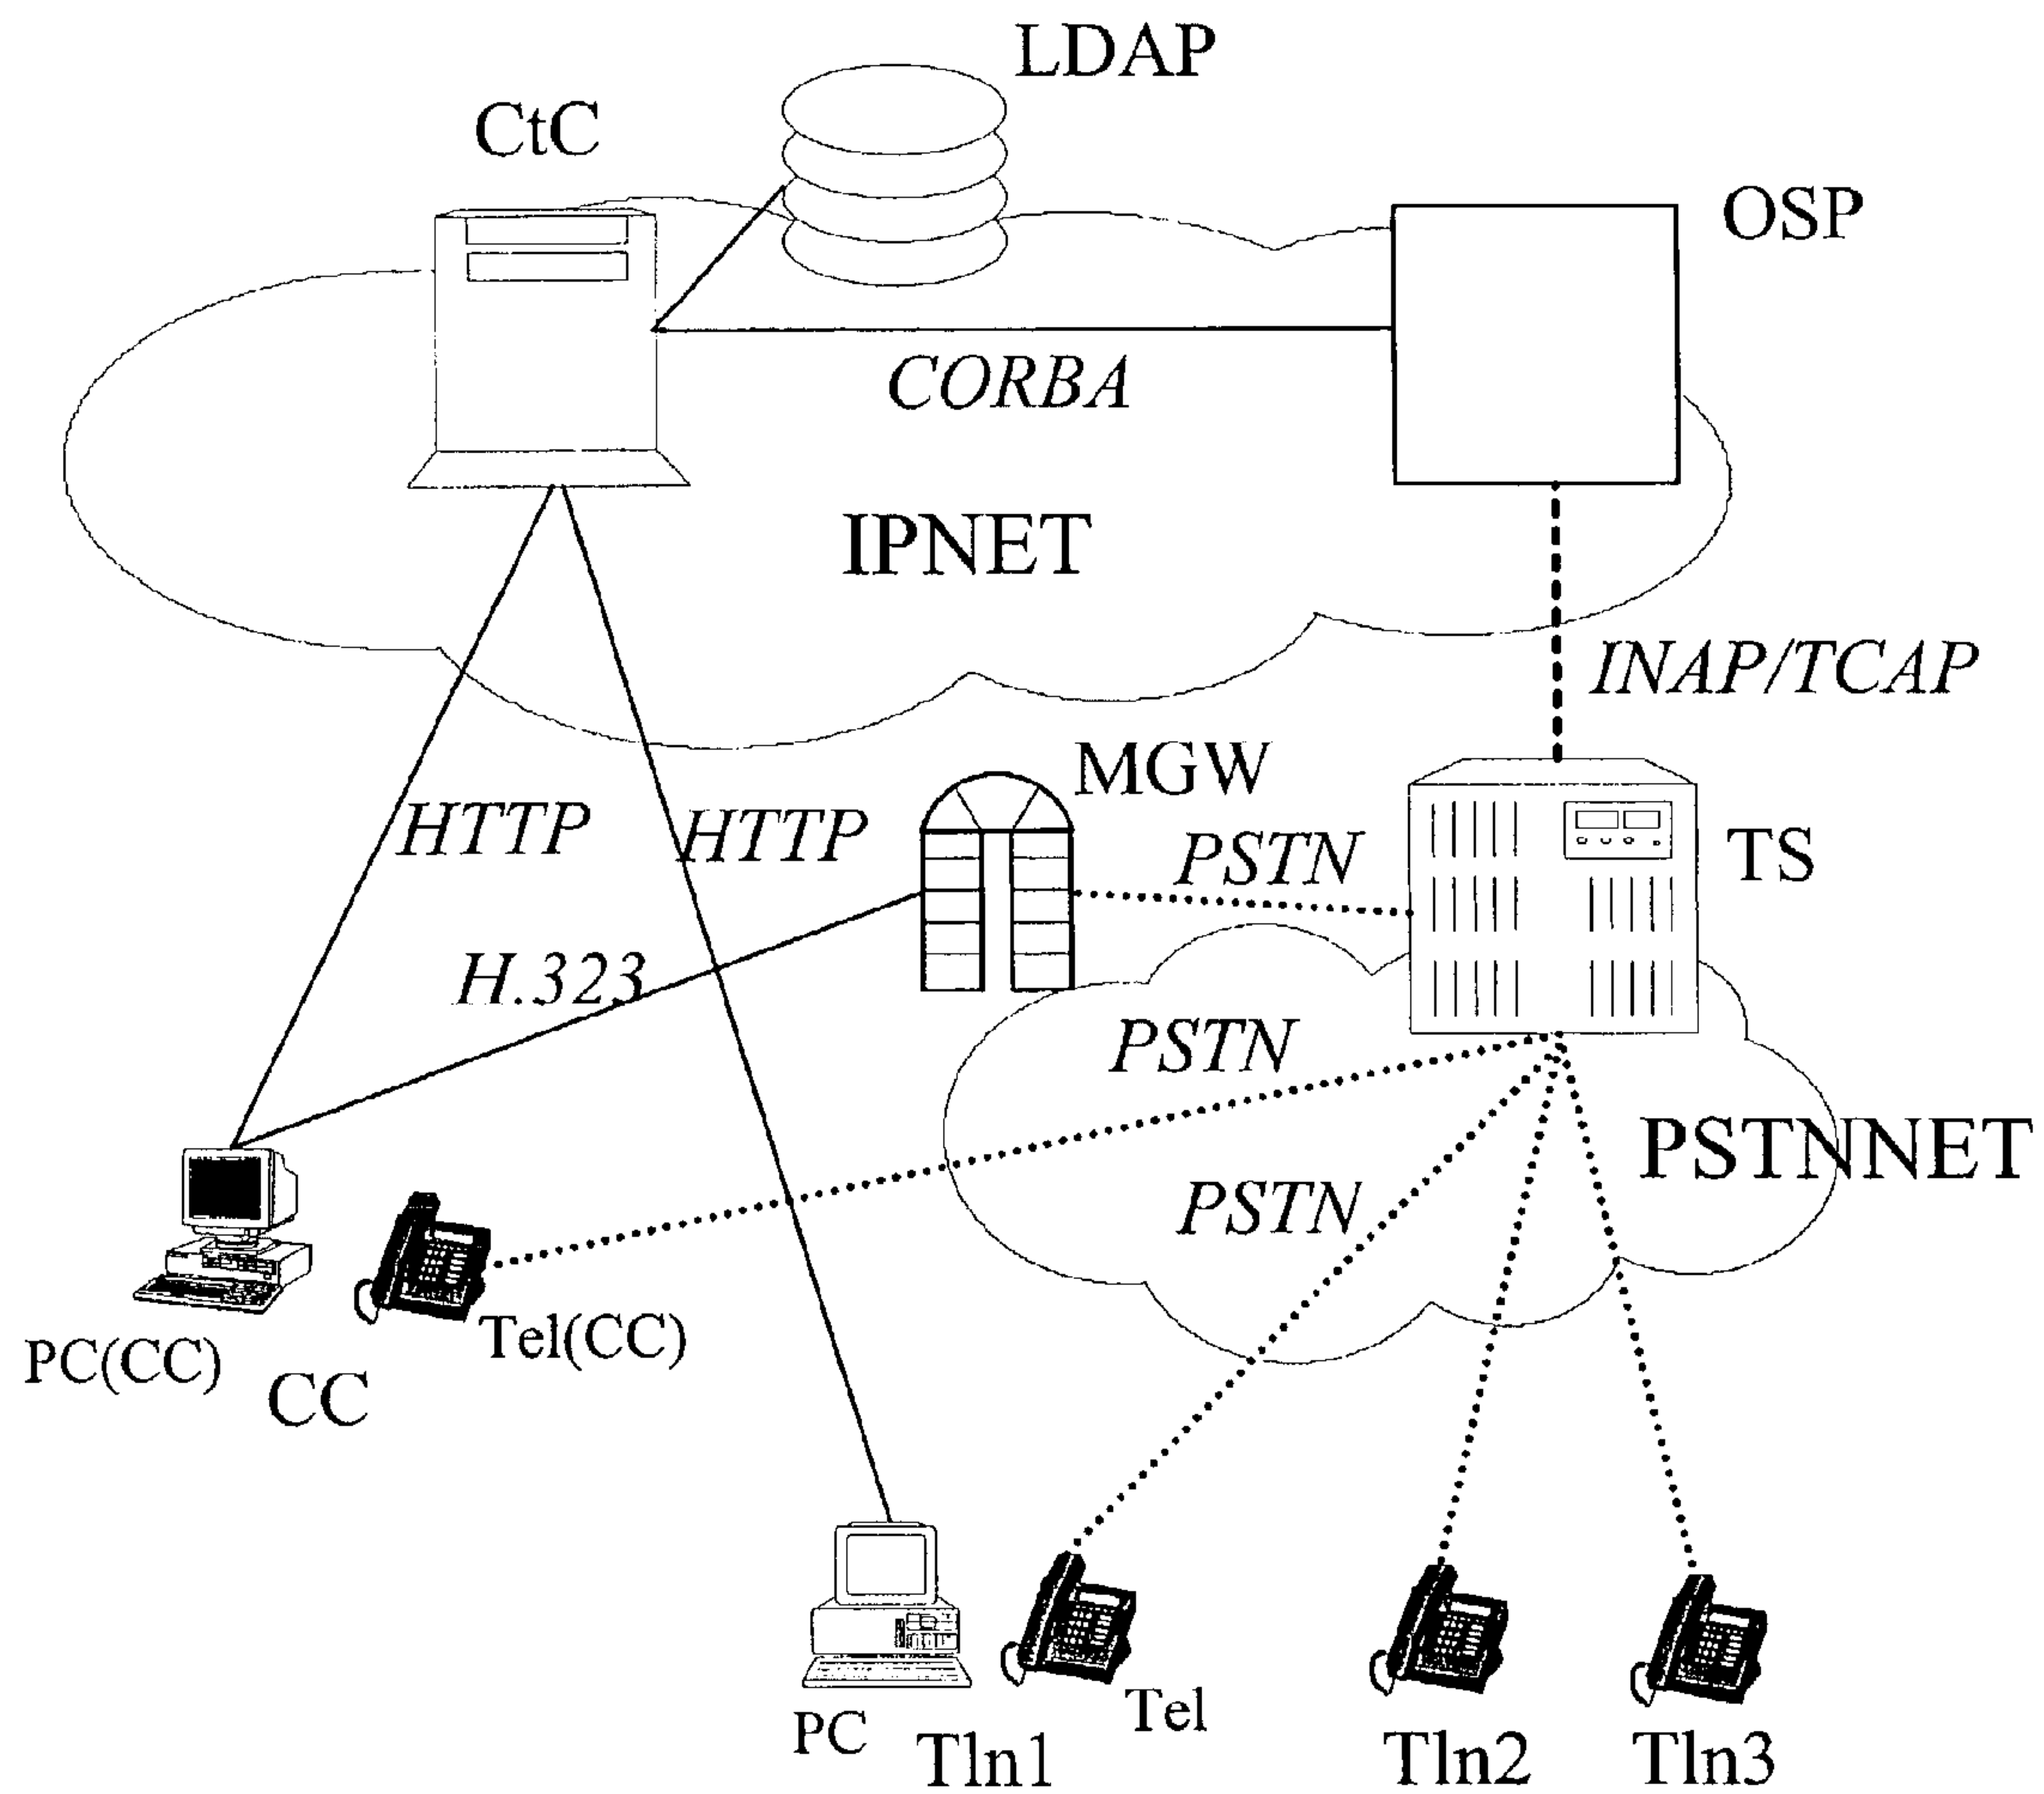 LDAP
CtC
OSP
CORBA
IPNET
INAP/TCAP
MGW
HTTP
HTTP
PSTN
TS
H.323
PSTN
PSTNNET
PSTN
Tel(CC)
PC(CC)
CC
Tel
PC
Tln1
Tln2
Tln3